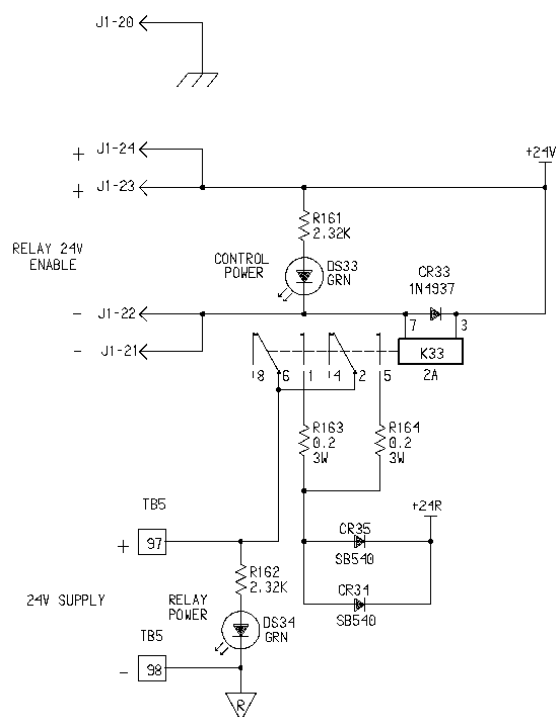 J1-20
+ J1-24
+ J1-23
+24V
R161
2.32K
RELAY 24V
ENABLE
CONTROL
POWER
DS33
GRN
CR33
1N4937
- J1-22
- J1-21
7 3
K33
2A
8 6 1 4 2 5
R163
0.2
3W
R164
0.2
3W
TB5
+ 97
+24R
CR35
SB540
R162
2.32K
CR34
SB540
24V SUPPLY
RELAY
POWER
DS34
GRN
TB5
- 98
R